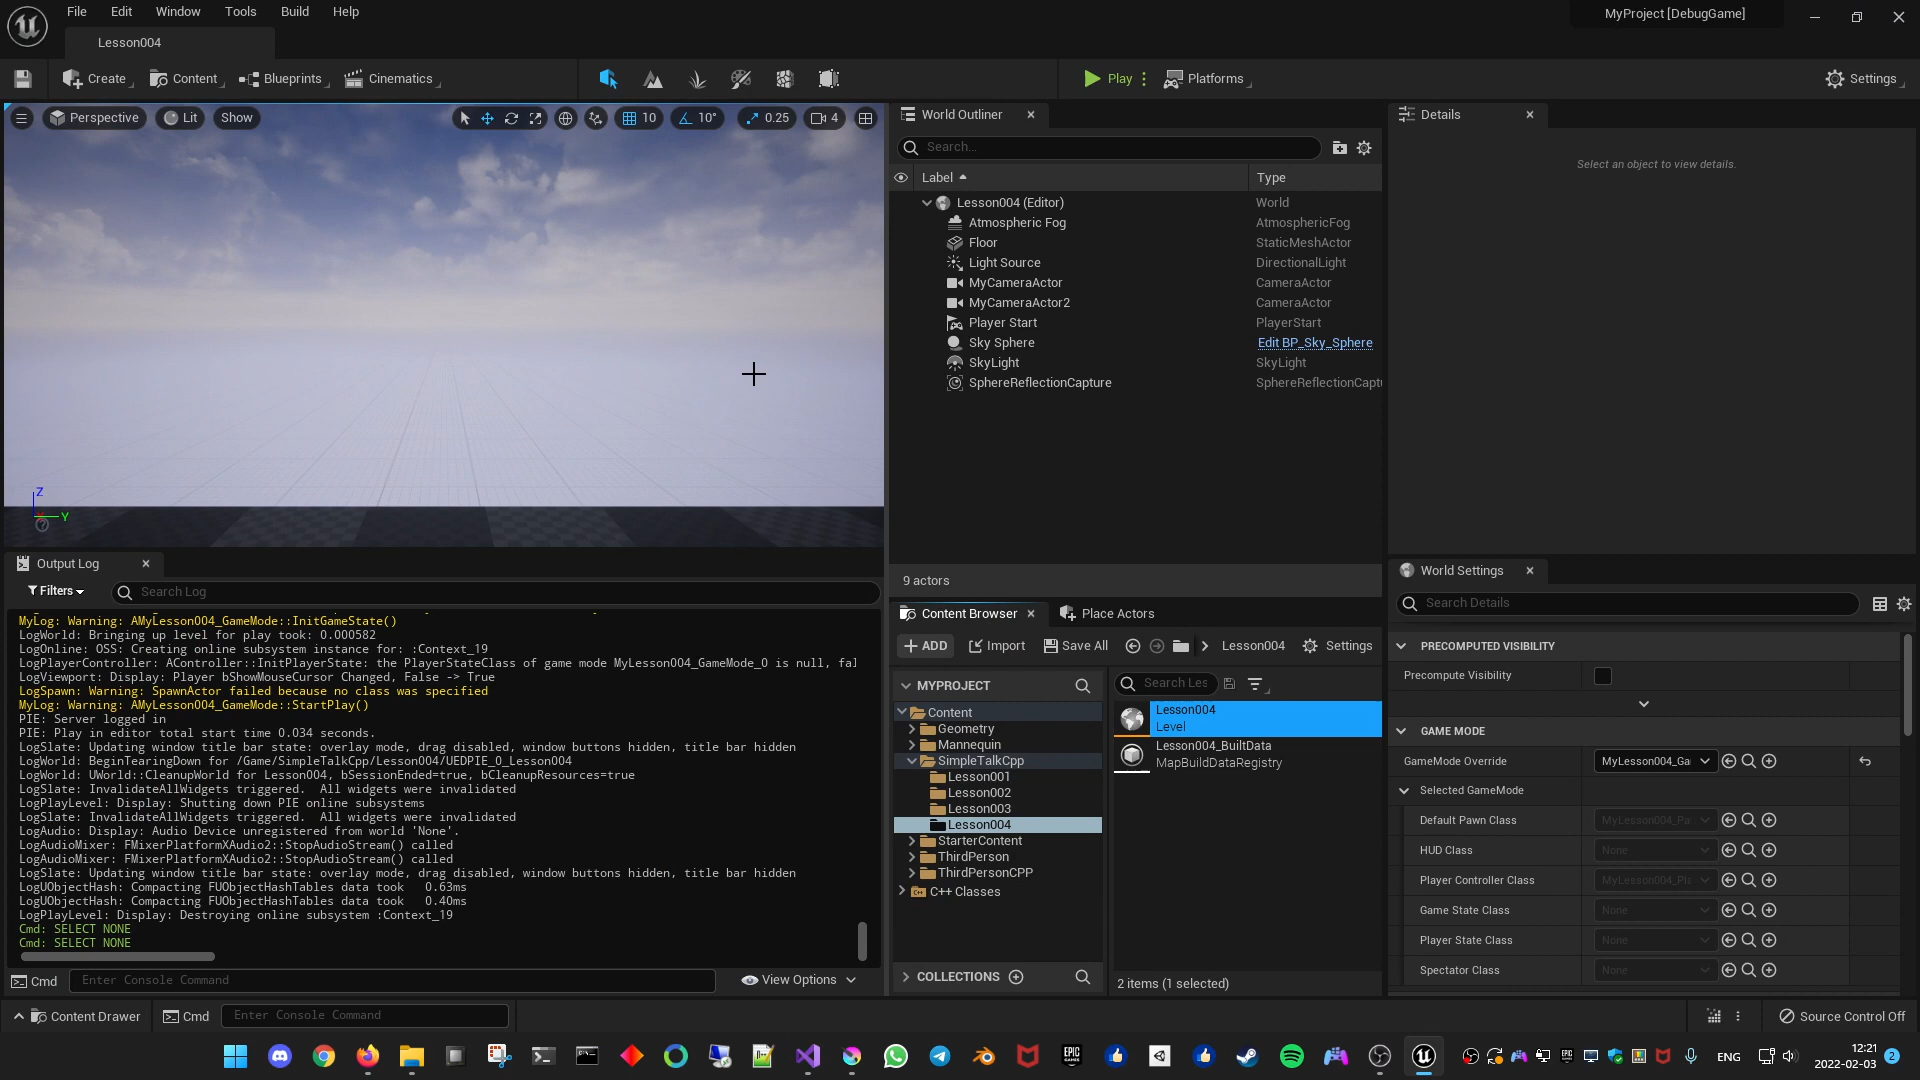 File Edit Window Tools Build Help
MyProject [DebugGame]
Lesson004
Create Content Blueprints Cinematics Play Platforms Settings
Perspective Lit Show 10 10° 0.25 4
World Outliner
Search...
Label Type
Lesson004 (Editor) World
Atmospheric Fog AtmosphericFog
Floor StaticMeshActor
Light Source DirectionalLight
MyCameraActor CameraActor
MyCameraActor2 CameraActor
Player Start PlayerStart
Sky Sphere Edit BP_Sky_Sphere
SkyLight SkyLight
SphereReflectionCapture SphereReflectionCaptu
9 actors
Details
Select an object to view details.
Z
Y
Output Log
Filters Search Log
MyLog: Warning: AMyLesson004_GameMode::InitGameState()
LogWorld: Bringing up level for play took: 0.000582
LogOnline: OSS: Creating online subsystem instance for: :Context_19
LogPlayerController: AController::InitPlayerState: the PlayerStateClass of game mode MyLesson004_GameMode_0 is null, fal
LogViewport: Display: Player bShowMouseCursor Changed, False -> True
LogSpawn: Warning: SpawnActor failed because no class was specified
MyLog: Warning: AMyLesson004_GameMode::StartPlay()
PIE: Server logged in
PIE: Play in editor total start time 0.034 seconds.
LogSlate: Updating window title bar state: overlay mode, drag disabled, window buttons hidden, title bar hidden
LogWorld: BeginTearingDown for /Game/SimpleTalkCpp/Lesson004/UEDPIE_0_Lesson004
LogWorld: UWorld::CleanupWorld for Lesson004, bSessionEnded=true, bCleanupResources=true
LogSlate: InvalidateAllWidgets triggered.  All widgets were invalidated
LogPlayLevel: Display: Shutting down PIE online subsystems
LogSlate: InvalidateAllWidgets triggered.  All widgets were invalidated
LogAudio: Display: Audio Device unregistered from world 'None'.
LogAudioMixer: FMixerPlatformXAudio2::StopAudioStream() called
LogAudioMixer: FMixerPlatformXAudio2::StopAudioStream() called
LogSlate: Updating window title bar state: overlay mode, drag disabled, window buttons hidden, title bar hidden
LogUObjectHash: Compacting FUObjectHashTables data took   0.63ms
LogUObjectHash: Compacting FUObjectHashTables data took   0.40ms
LogPlayLevel: Display: Destroying online subsystem :Context_19
Cmd: SELECT NONE
Cmd: SELECT NONE
Cmd Enter Console Command View Options
Content Browser Place Actors
ADD Import Save All Lesson004 Settings
MYPROJECT
Search Les
Content
Geometry
Mannequin
SimpleTalkCpp
Lesson001
Lesson002
Lesson003
Lesson004
StarterContent
ThirdPerson
ThirdPersonCPP
C++ Classes
COLLECTIONS
Lesson004
Level
Lesson004_BuiltData
MapBuildDataRegistry
2 items (1 selected)
World Settings
Search Details
PRECOMPUTED VISIBILITY
Precompute Visibility
GAME MODE
GameMode Override MyLesson004_Ga
Selected GameMode
Default Pawn Class MyLesson004_Pa
HUD Class None
Player Controller Class MyLesson004_Pla
Game State Class None
Player State Class None
Spectator Class None
Content Drawer Cmd Enter Console Command Source Control Off
EPIC GAMES
ENG
12:21
2022-02-03
2